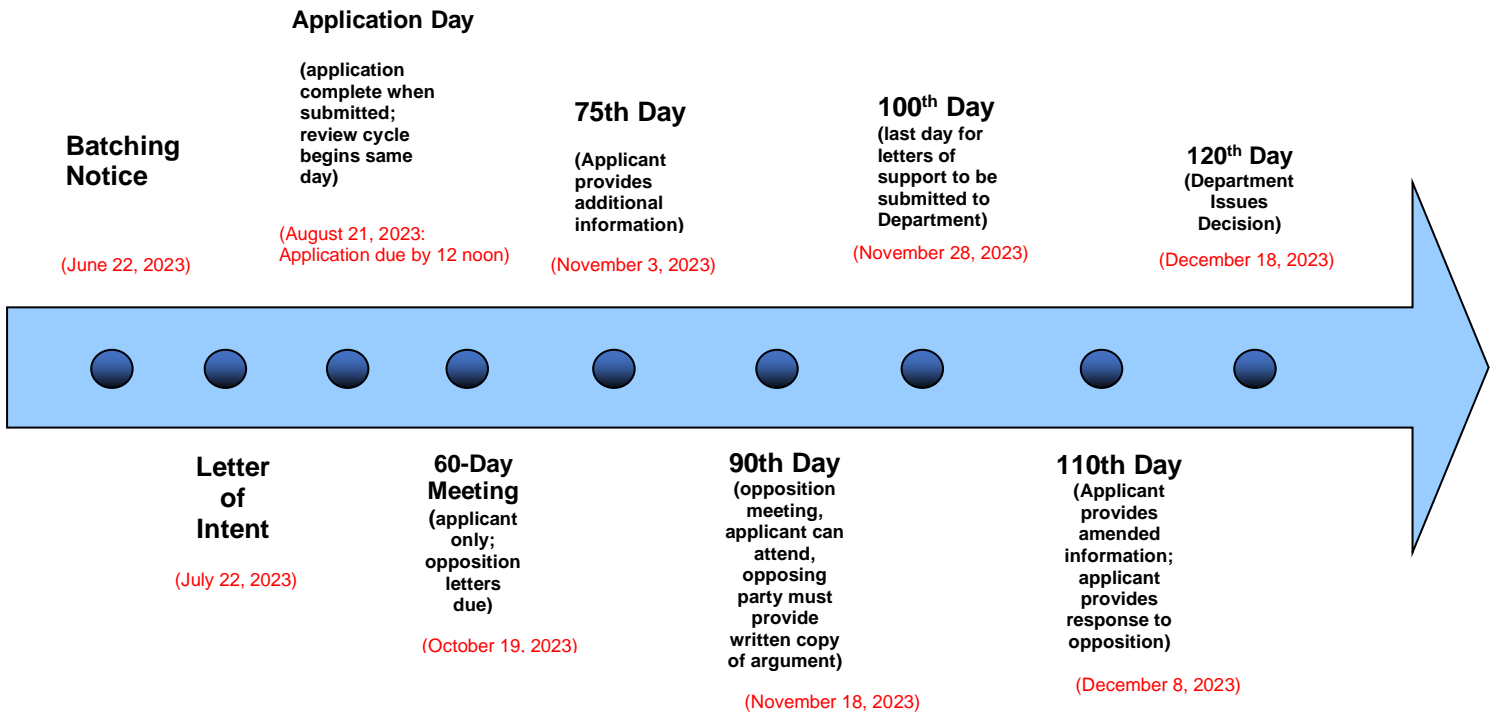 Batching
Notice
(June 22, 2023)
Letter
of
Intent
(July 22, 2023)
Application Day
(application
complete when
submitted;
review cycle
begins same
day)
(August 21, 2023:
Application due by 12 noon)
60-Day
Meeting
(applicant
only;
opposition
letters
due)
(October 19, 2023)
75th Day
(Applicant
provides
additional
information)
(November 3, 2023)
90th Day
(opposition
meeting,
applicant can
attend,
opposing
party must
provide
written copy
of argument)
(November 18, 2023)
100th Day
(last day for
letters of
support to be
submitted to
Department)
(November 28, 2023)
110th Day
(Applicant
provides
amended
information;
applicant
provides
response to
opposition)
(December 8, 2023)
120th Day
(Department
Issues
Decision)
(December 18, 2023)